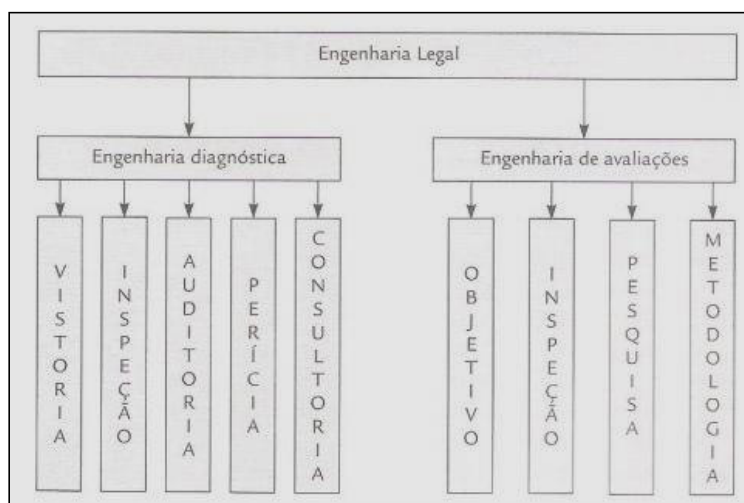 Engenharia Legal
Engenharia diagnóstica
Engenharia de avaliações
VISTORIA
INSPEÇÃO
AUDITORIA
PERÍCIA
CONSULTORIA
OBJETIVO
INSPEÇÃO
PESQUISA
METODOLOGIA